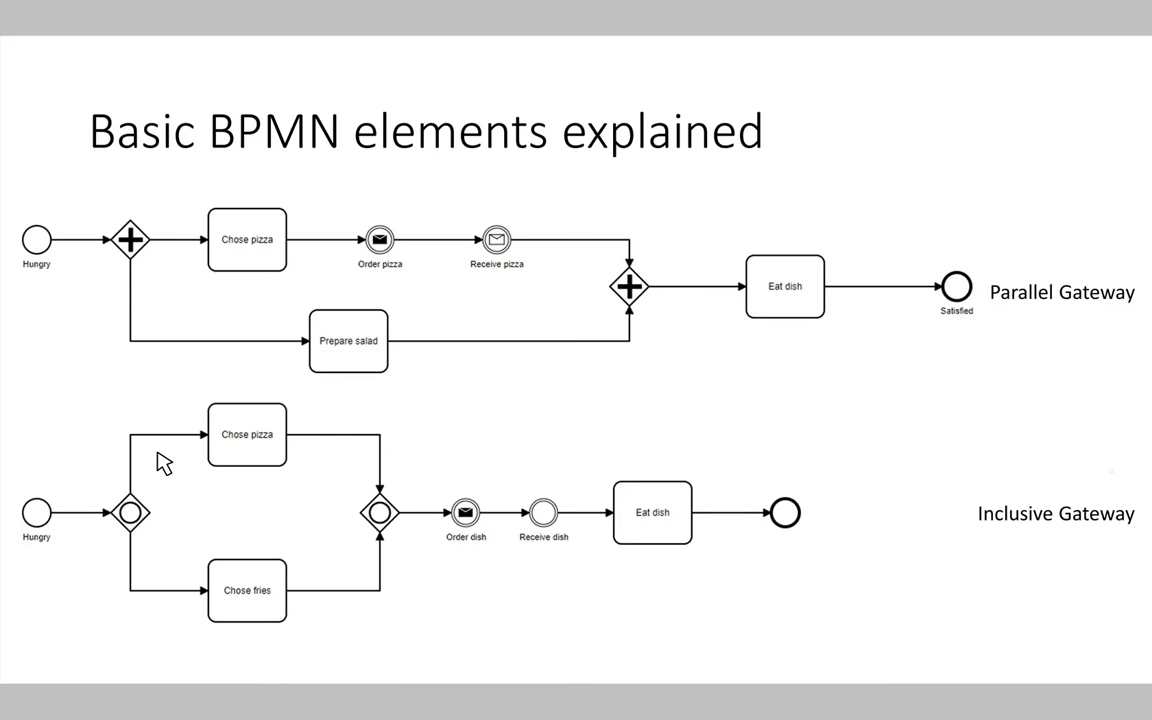 Basic BPMN elements explained
Chose pizza
Hungry
Order pizza
Receive pizza
Eat dish
Parallel Gateway
Satisfied
Prepare salad
Chose pizza
Hungry
Order dish
Receive dish
Eat dish
Inclusive Gateway
Chose fries